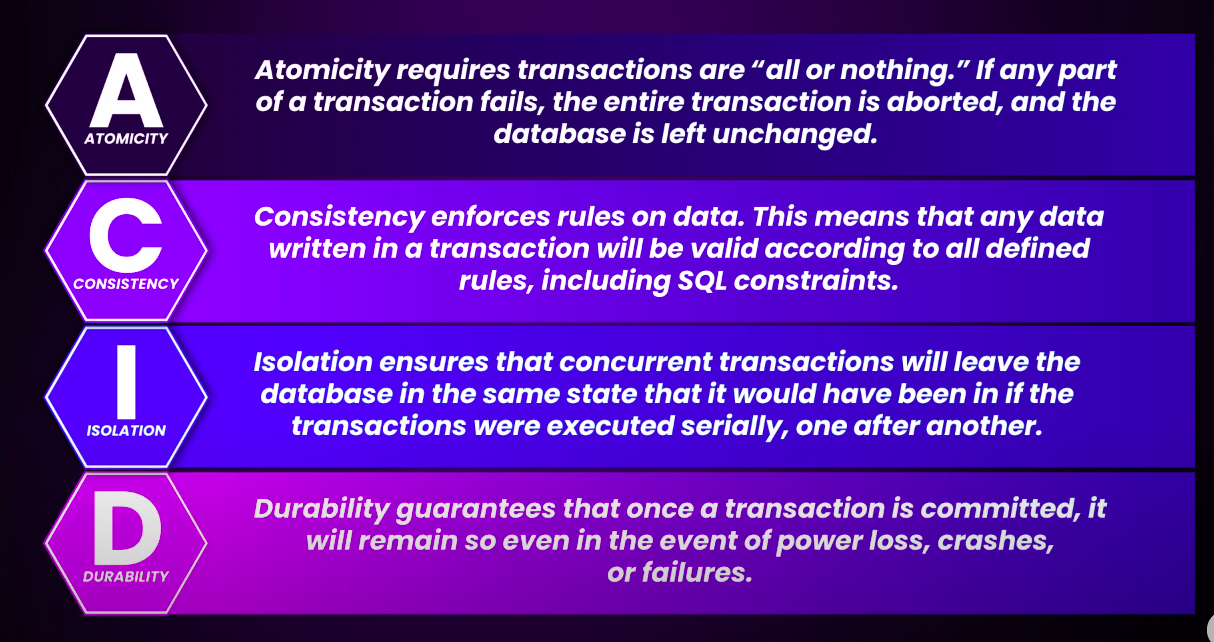 A
ATOMICITY
Atomicity requires transactions are “all or nothing.” If any part
of a transaction fails, the entire transaction is aborted, and the
database is left unchanged.
C
CONSISTENCY
Consistency enforces rules on data. This means that any data
written in a transaction will be valid according to all defined
rules, including SQL constraints.
I
ISOLATION
Isolation ensures that concurrent transactions will leave the
database in the same state that it would have been in if the
transactions were executed serially, one after another.
D
DURABILITY
Durability guarantees that once a transaction is committed, it
will remain so even in the event of power loss, crashes,
or failures.